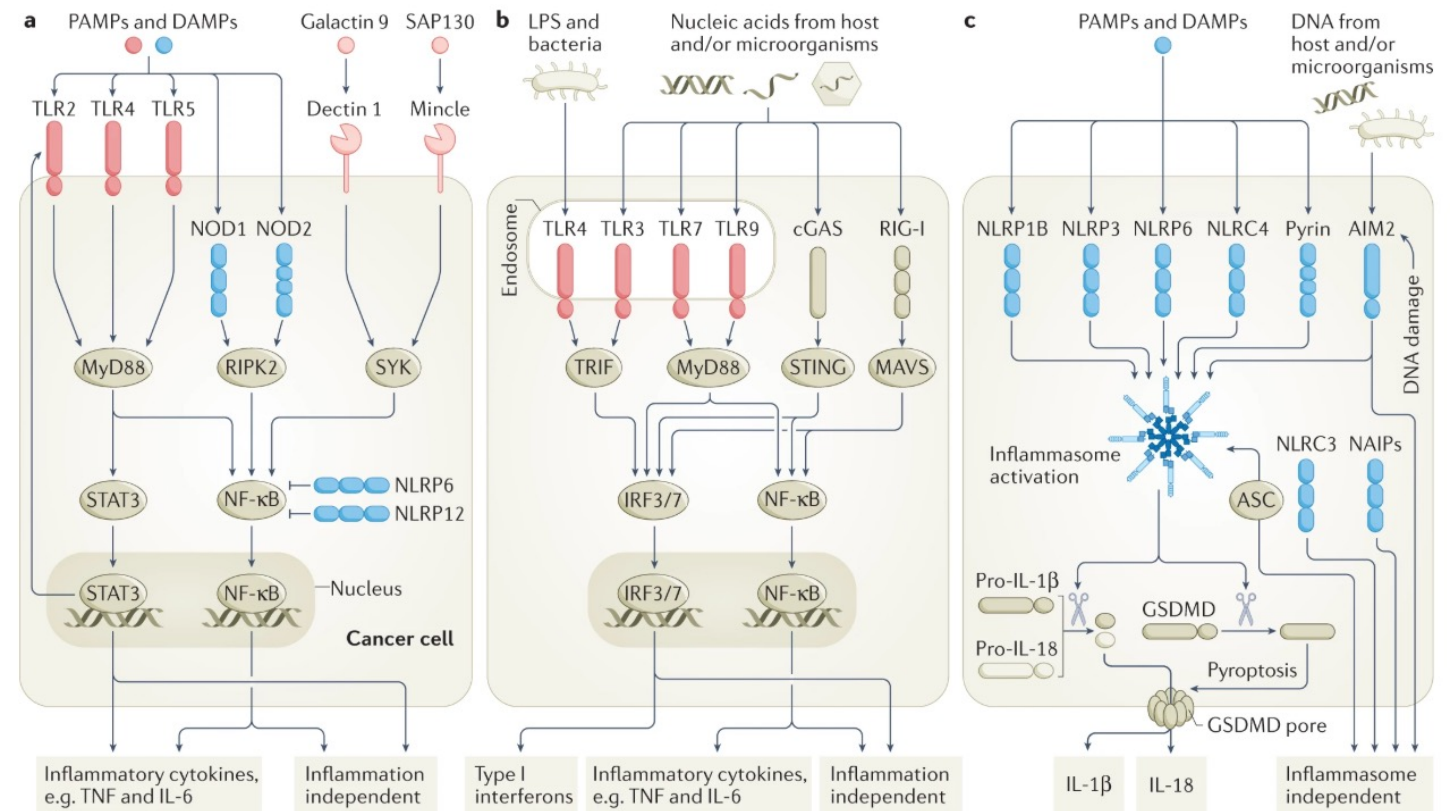 a
PAMPs and DAMPs
Galactin 9
SAP130
TLR2
TLR4
TLR5
Dectin 1
Mincle
NOD1
NOD2
MyD88
RIPK2
SYK
STAT3
NF-κB
NLRP6
NLRP12
STAT3
NF-κB
Nucleus
Cancer cell
Inflammatory cytokines,
e.g. TNF and IL-6
Inflammation
independent
b
LPS and
bacteria
Nucleic acids from host
and/or microorganisms
Endosome
TLR4
TLR3
TLR7
TLR9
cGAS
RIG-I
TRIF
MyD88
STING
MAVS
IRF3/7
NF-κB
IRF3/7
NF-κB
Type I
interferons
Inflammatory cytokines,
e.g. TNF and IL-6
Inflammation
independent
c
PAMPs and DAMPs
DNA from
host and/or
microorganisms
NLRP1B
NLRP3
NLRP6
NLRC4
Pyrin
AIM2
DNA damage
Inflammasome
activation
NLRC3
NAIPs
ASC
Pro-IL-1β
GSDMD
Pro-IL-18
Pyroptosis
GSDMD pore
IL-1β
IL-18
Inflammasome
independent